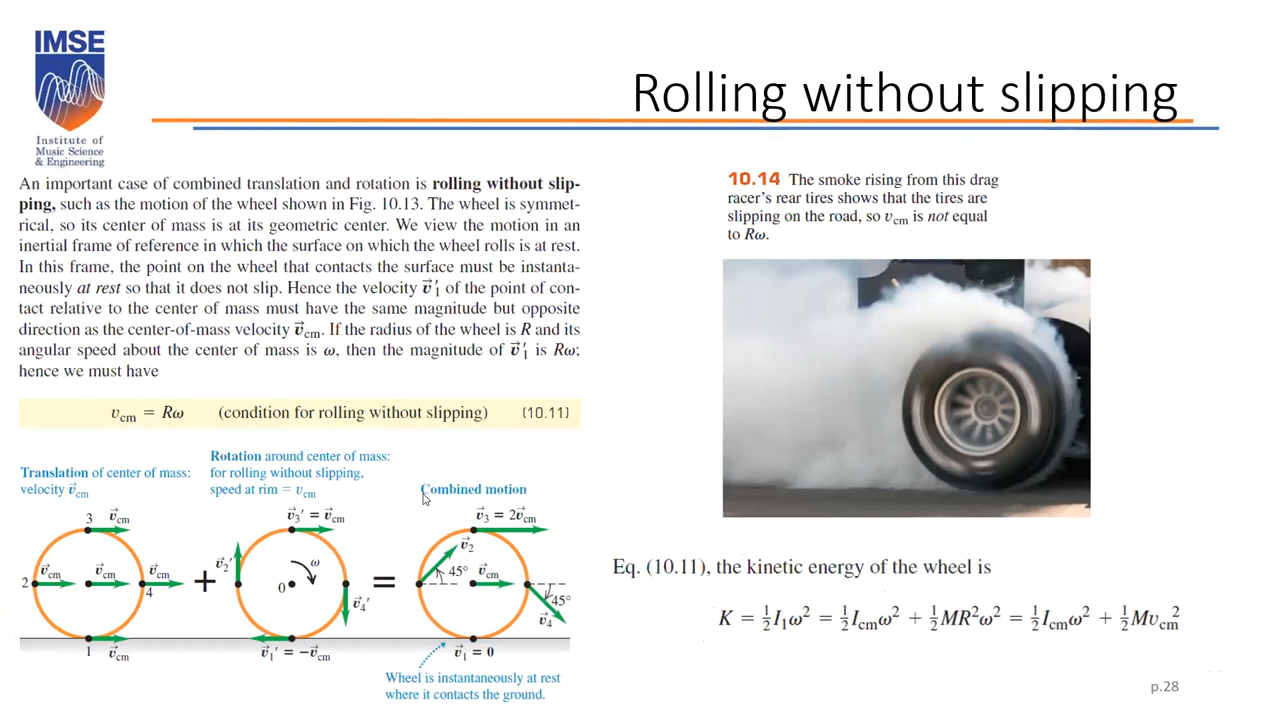 IMSE
Institute of
Music Science
& Engineering
Rolling without slipping
An important case of combined translation and rotation is rolling without slip-
ping, such as the motion of the wheel shown in Fig. 10.13. The wheel is symmet-
rical, so its center of mass is at its geometric center. We view the motion in an
inertial frame of reference in which the surface on which the wheel rolls is at rest.
In this frame, the point on the wheel that contacts the surface must be instanta-
neously at rest so that it does not slip. Hence the velocity v⃗′₁ of the point of con-
tact relative to the center of mass must have the same magnitude but opposite
direction as the center-of-mass velocity v⃗cm. If the radius of the wheel is R and its
angular speed about the center of mass is ω, then the magnitude of v⃗′₁ is Rω;
hence we must have
vcm = Rω (condition for rolling without slipping) (10.11)
Translation of center of mass:
velocity v⃗cm
Rotation around center of mass:
for rolling without slipping,
speed at rim = vcm
Combined motion
3 v⃗cm
2 v⃗cm v⃗cm v⃗cm
4
1 v⃗cm
+
v⃗₃′ = v⃗cm
v⃗₂′
ω
0
v⃗₄′
v⃗₁′ = −v⃗cm
=
v⃗₃ = 2v⃗cm
v⃗₂
45° v⃗cm
45°
v⃗₄
v⃗₁ = 0
Wheel is instantaneously at rest
where it contacts the ground.
10.14 The smoke rising from this drag
racer's rear tires shows that the tires are
slipping on the road, so vcm is not equal
to Rω.
Eq. (10.11), the kinetic energy of the wheel is
K = ½I₁ω² = ½Icmω² + ½MR²ω² = ½Icmω² + ½Mvcm²
p.28